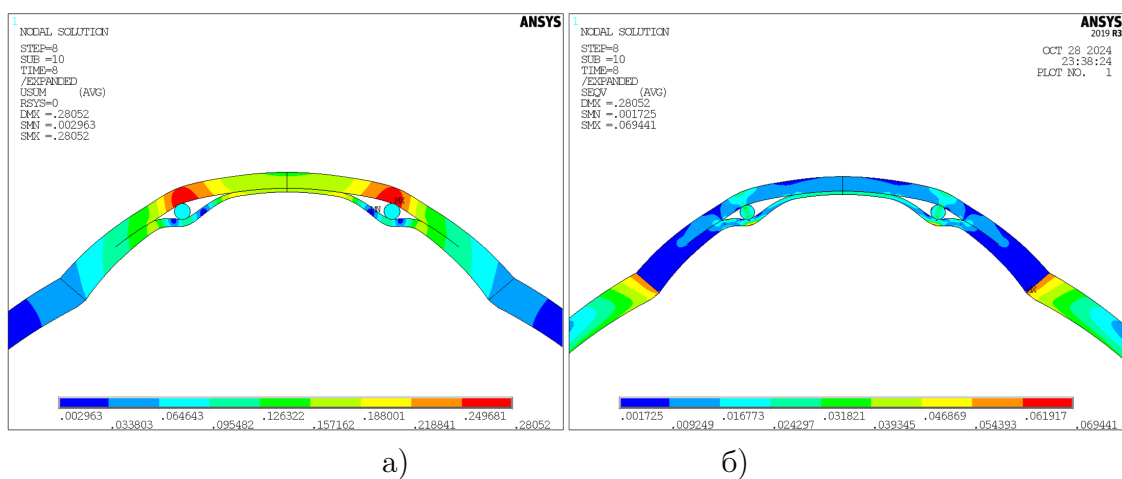 1
ANSYS
NODAL SOLUTION
STEP=8
SUB =10
TIME=8
/EXPANDED
USUM (AVG)
RSYS=0
DMX =.28052
SMN =.002963
SMX =.28052
MX
MN
.002963 .064643 .126322 .188001 .249681
.033803 .095482 .157162 .218841 .28052
а)
1
ANSYS
2019 R3
OCT 28 2024
23:38:24
PLOT NO. 1
NODAL SOLUTION
STEP=8
SUB =10
TIME=8
/EXPANDED
SEQV (AVG)
DMX =.28052
SMN =.001725
SMX =.069441
.001725 .016773 .031821 .046869 .061917
.009249 .024297 .039345 .054393 .069441
б)